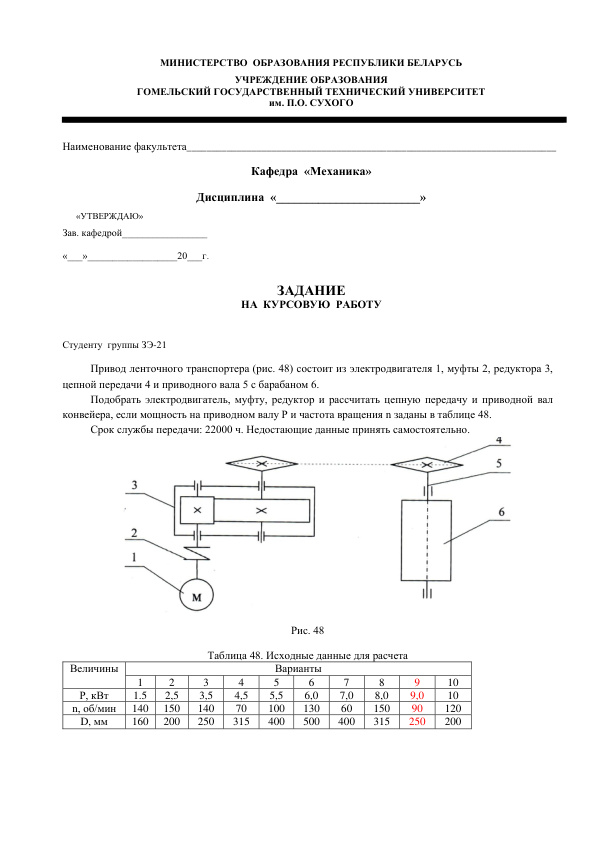 МИНИСТЕРСТВО ОБРАЗОВАНИЯ РЕСПУБЛИКИ БЕЛАРУСЬ
УЧРЕЖДЕНИЕ ОБРАЗОВАНИЯ
ГОМЕЛЬСКИЙ ГОСУДАРСТВЕННЫЙ ТЕХНИЧЕСКИЙ УНИВЕРСИТЕТ
им. П.О. СУХОГО
Наименование факультета____________________
Кафедра «Механика»
Дисциплина «______________________»
«УТВЕРЖДАЮ»
Зав. кафедрой_________________
«___»__________________20___г.
ЗАДАНИЕ
НА КУРСОВУЮ РАБОТУ
Студенту группы ЗЭ-21
Привод ленточного транспортера (рис. 48) состоит из электродвигателя 1, муфты 2, редуктора 3,
цепной передачи 4 и приводного вала 5 с барабаном 6.
Подобрать электродвигатель, муфту, редуктор и рассчитать цепную передачу и приводной вал
конвейера, если мощность на приводном валу P и частота вращения n заданы в таблице 48.
Срок службы передачи: 22000 ч. Недостающие данные принять самостоятельно.
4
5
3
6
2
1
М
Рис. 48
Таблица 48. Исходные данные для расчета
Величины Варианты
1 2 3 4 5 6 7 8 9 10
P, кВт 1.5 2,5 3,5 4,5 5,5 6,0 7,0 8,0 9,0 10
n, об/мин 140 150 140 70 100 130 60 150 90 120
D, мм 160 200 250 315 400 500 400 315 250 200